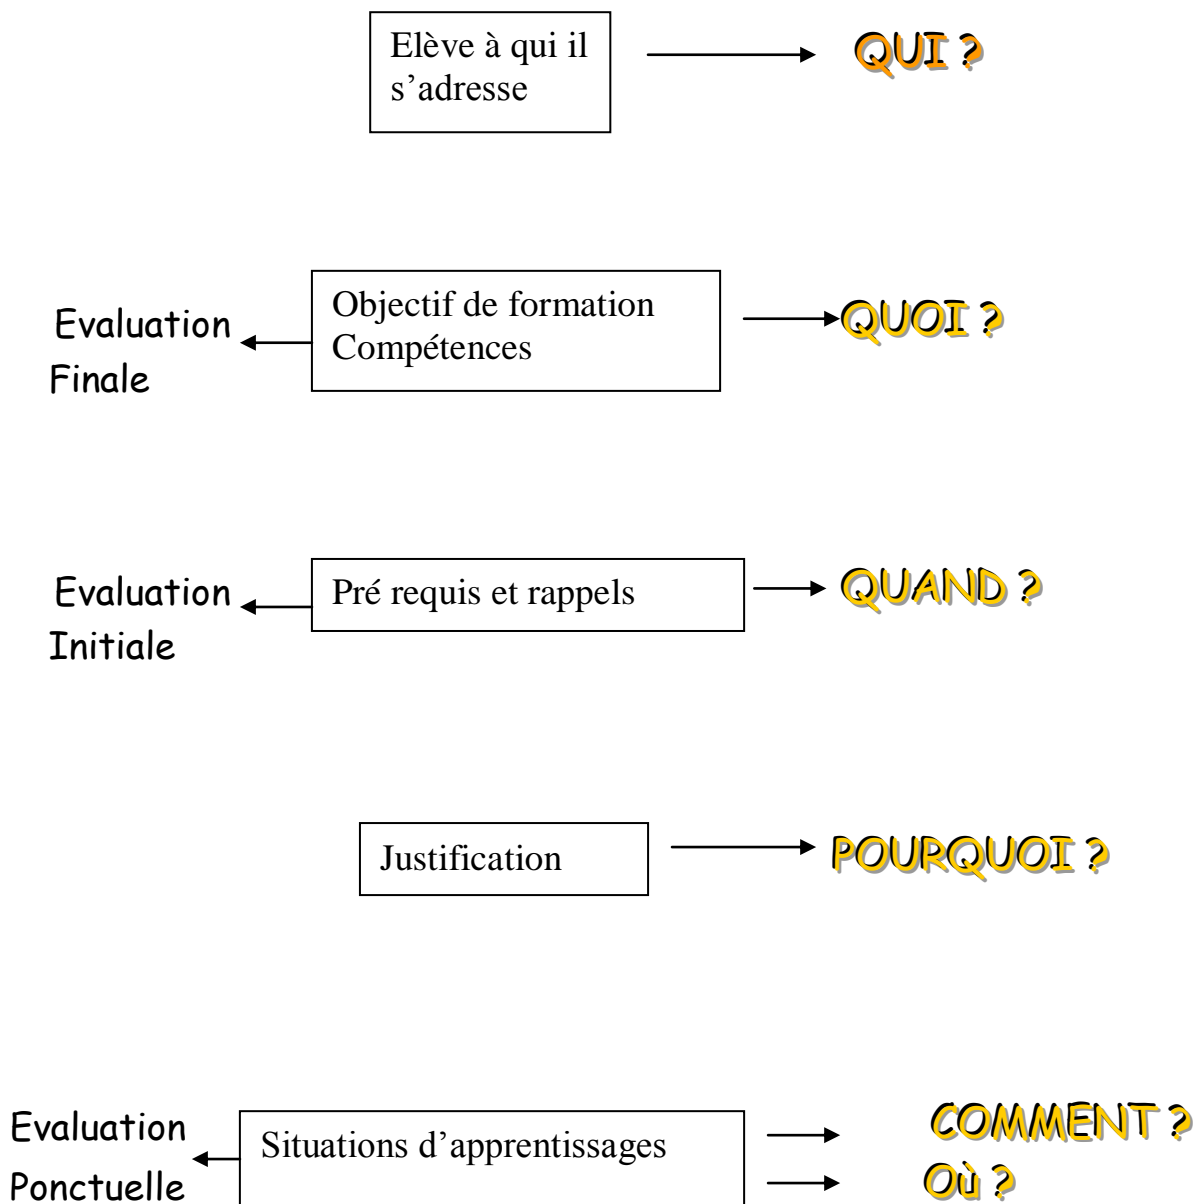 Elève à qui il
s'adresse
QUI ?
Evaluation
Finale
Objectif de formation
Compétences
QUOI ?
Evaluation
Initiale
Pré requis et rappels
QUAND ?
Justification
POURQUOI ?
Evaluation
Ponctuelle
Situations d'apprentissages
COMMENT ?
Où ?